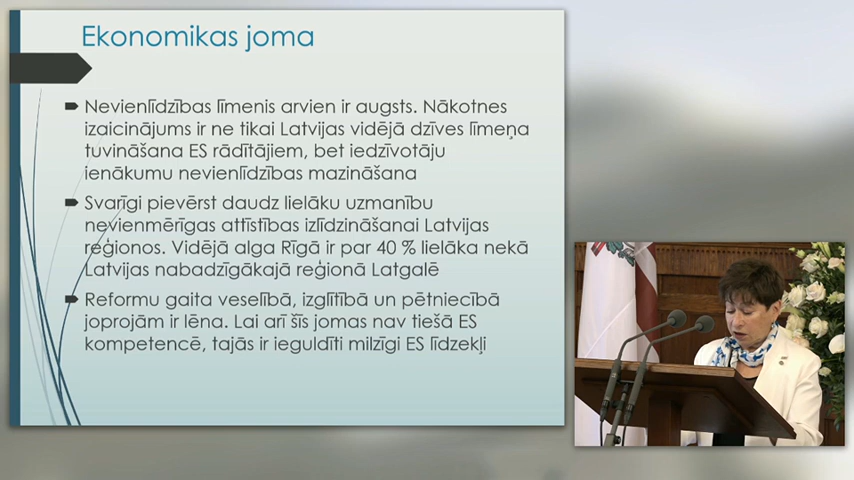 Ekonomikas joma
Nevienlīdzības līmenis arvien ir augsts. Nākotnes
izaicinājums ir ne tikai Latvijas vidējā dzīves līmeņa
tuvināšana ES rādītājiem, bet iedzīvotāju
ienākumu nevienlīdzības mazināšana
Svarīgi pievērst daudz lielāku uzmanību
nevienmērīgas attīstības izlīdzināšanai Latvijas
reģionos. Vidējā alga Rīgā ir par 40 % lielāka nekā
Latvijas nabadzīgākajā reģionā Latgalē
Reformu gaita veselībā, izglītībā un pētniecībā
joprojām ir lēna. Lai arī šīs jomas nav tiešā ES
kompetencē, tajās ir ieguldīti milzīgi ES līdzekļi